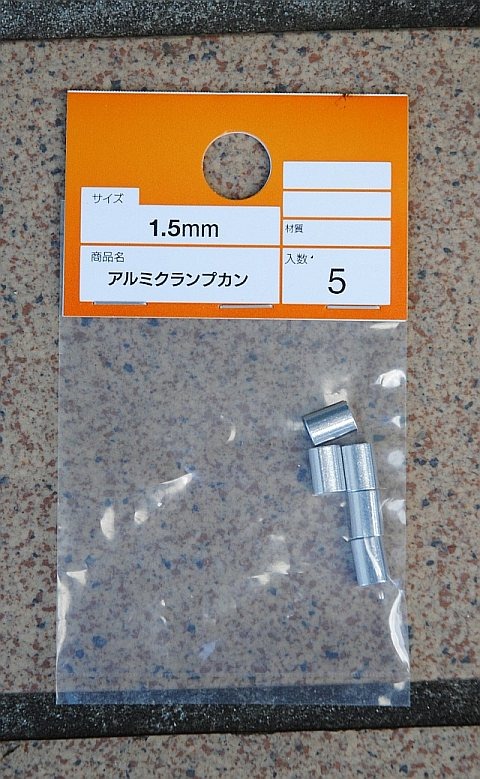 サイズ
1.5mm
材質
商品名
アルミクランプカン
入数
5